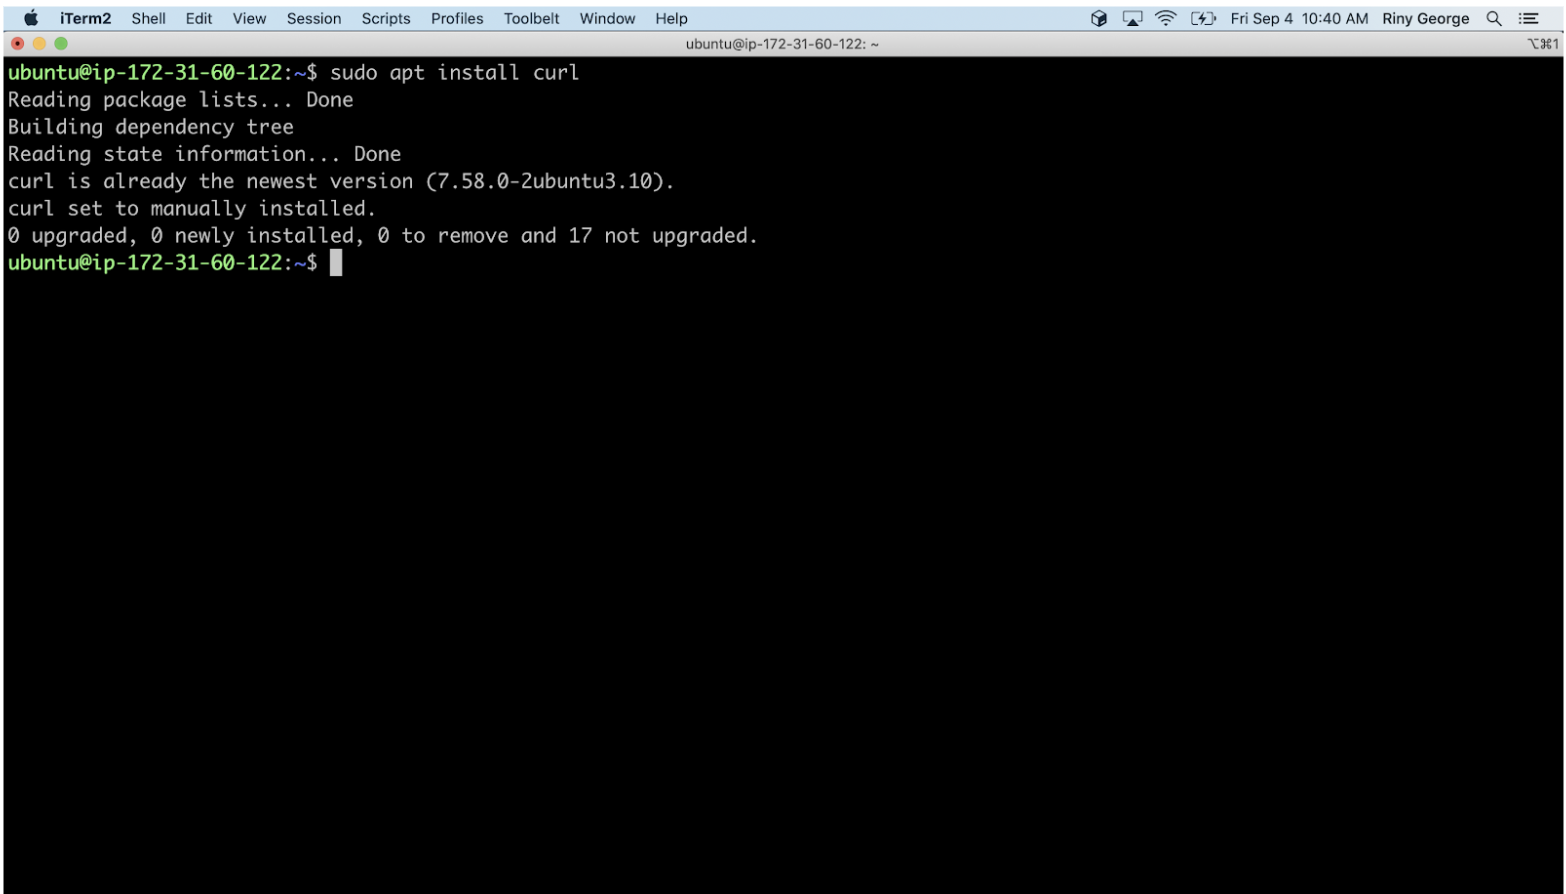 iTerm2 Shell Edit View Session Scripts Profiles Toolbelt Window Help Fri Sep 4 10:40 AM Riny George
ubuntu@ip-172-31-60-122: ~ ⌥⌘1
ubuntu@ip-172-31-60-122:~$ sudo apt install curl
Reading package lists... Done
Building dependency tree
Reading state information... Done
curl is already the newest version (7.58.0-2ubuntu3.10).
curl set to manually installed.
0 upgraded, 0 newly installed, 0 to remove and 17 not upgraded.
ubuntu@ip-172-31-60-122:~$